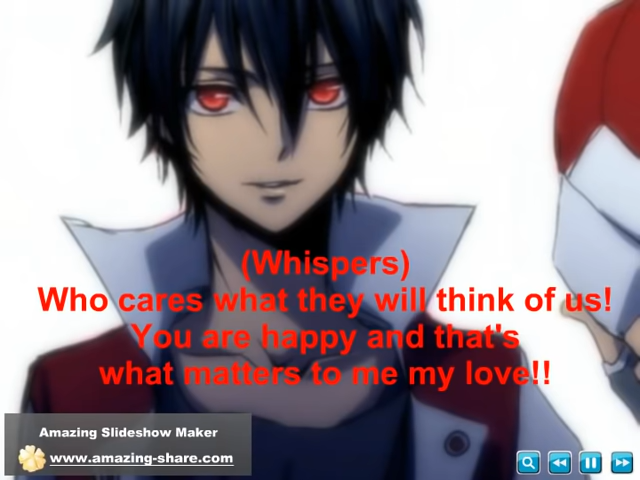 (Whispers)
Who cares what they will think of us!
You are happy and that's
what matters to me my love!!
Amazing Slideshow Maker
www.amazing-share.com